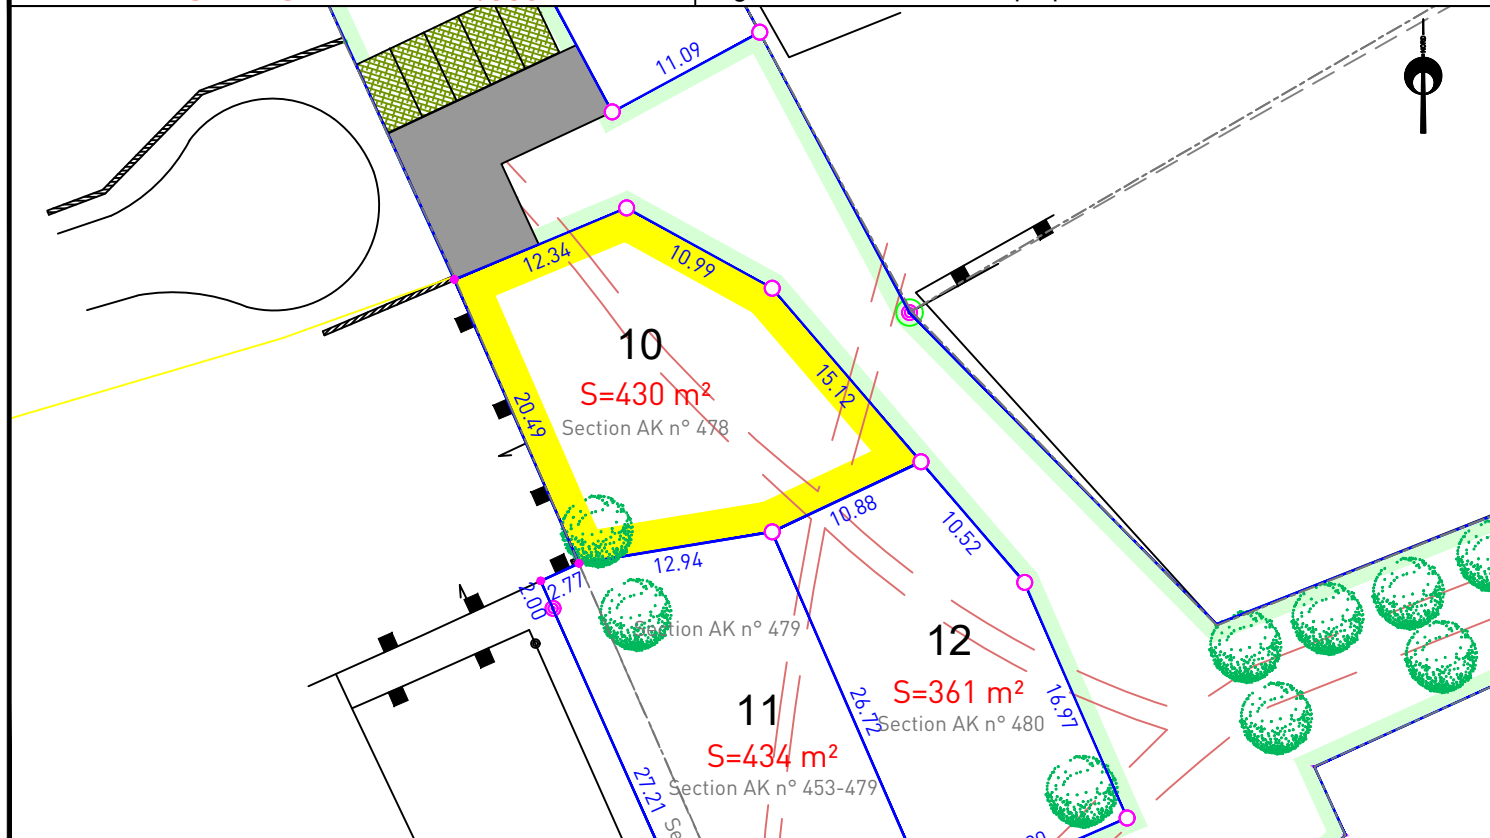 11.09
NORD
12.34
10.99
10
S=430 m²
Section AK n° 478
15.12
20.49
10.88
12.94
10.52
2.77
2.00
Section AK n° 479
12
S=361 m²
Section AK n° 480
16.97
26.72
11
S=434 m²
Section AK n° 453-479
27.21
Se